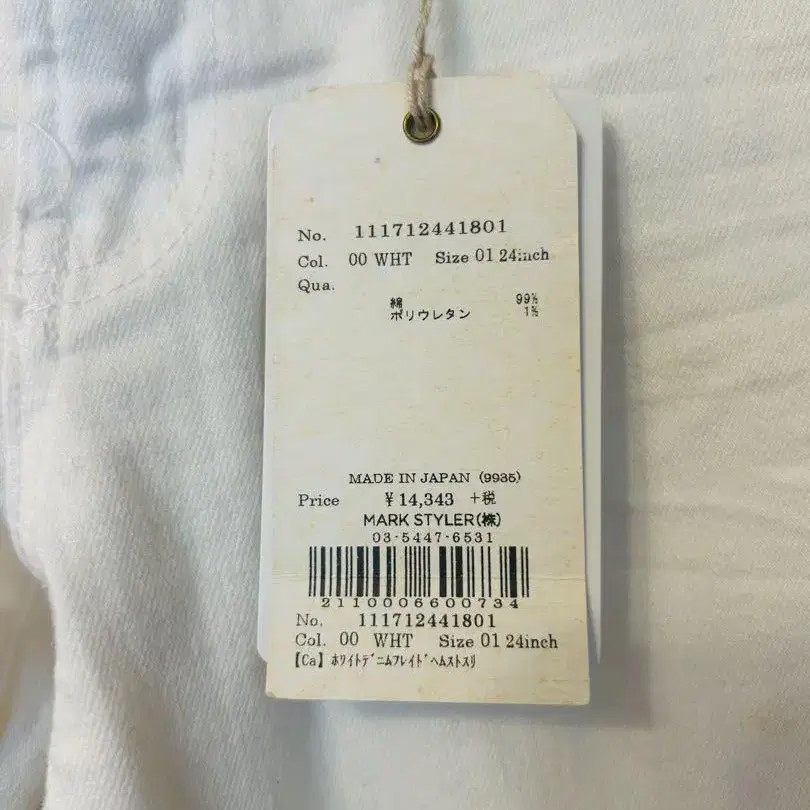 No. 111712441801
Col. 00 WHT Size 01 24inch
Qua.
綿 99%
ポリウレタン 1%
MADE IN JAPAN (9935)
Price ¥14,343 +税
MARK STYLER(株)
03-5447-6531
2110006600734
No. 111712441801
Col. 00 WHT Size 01 24inch
【Ca】ﾎﾜｲﾄﾃﾞﾆﾑﾌﾚｲﾄﾞﾍﾑｽﾄｽﾘ